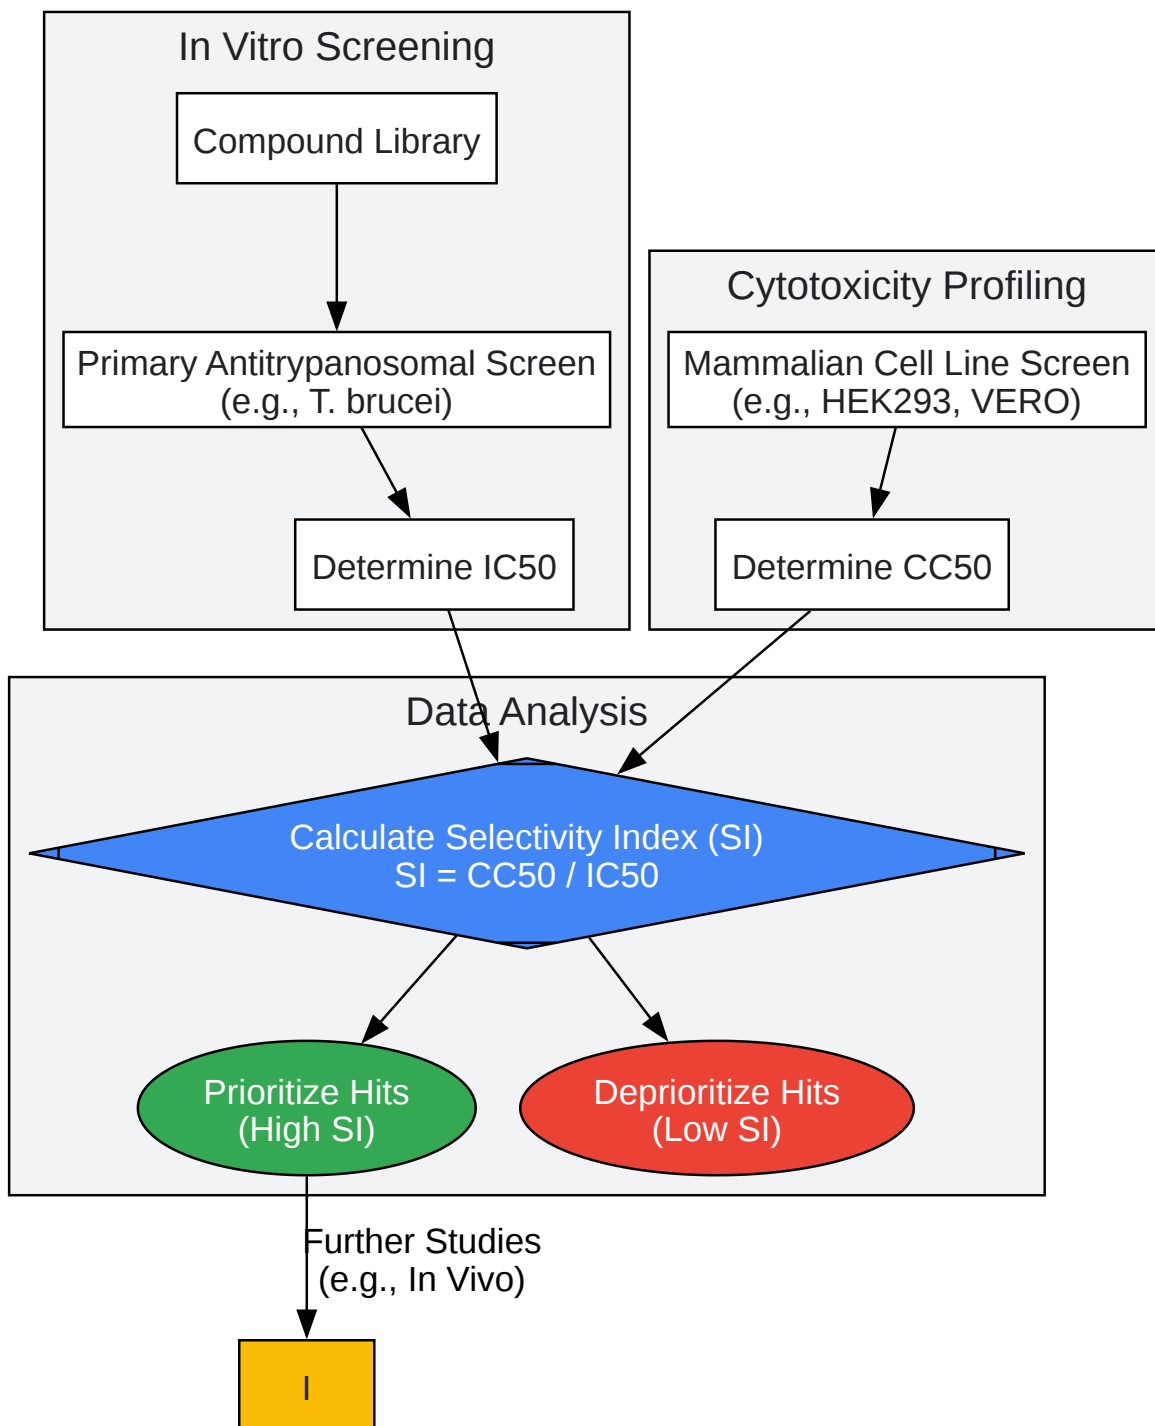 In Vitro Screening
Compound Library
Primary Antitrypanosomal Screen
(e.g., T. brucei)
Determine IC50
Cytotoxicity Profiling
Mammalian Cell Line Screen
(e.g., HEK293, VERO)
Determine CC50
Data Analysis
Calculate Selectivity Index (SI)
SI = CC50 / IC50
Prioritize Hits
(High SI)
Deprioritize Hits
(Low SI)
Further Studies
(e.g., In Vivo)
I